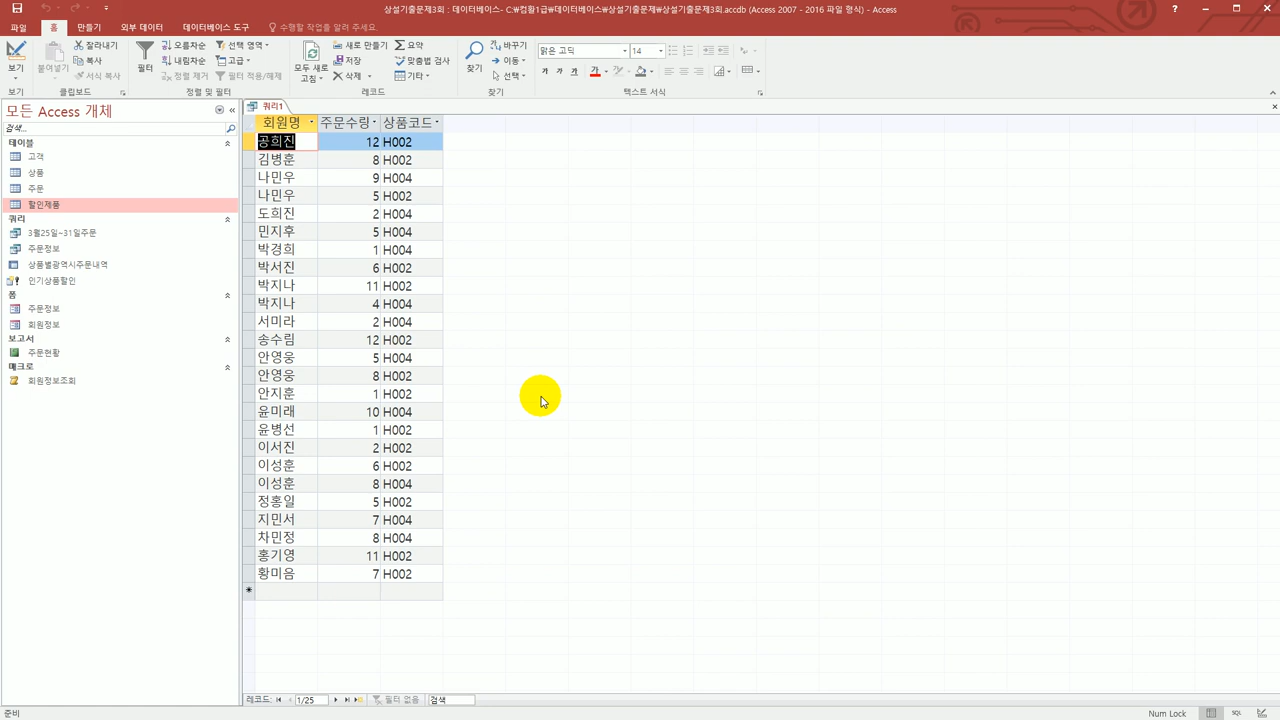 상설기출문제3회 : 데이터베이스- C:₩컴활1급₩데이터베이스₩상설기출문제₩상설기출문제3회.accdb (Access 2007 - 2016 파일 형식) - Access
파일 홈 만들기 외부 데이터 데이터베이스 도구 수행할 작업을 알려 주세요.
보기 붙여넣기 잘라내기 복사 서식 복사 필터 오름차순 내림차순 정렬 제거 선택 영역 고급 필터 적용/해제 모두 새로 고침 새로 만들기 저장 삭제 요약 맞춤법 검사 기타 찾기 바꾸기 이동 선택 맑은 고딕 14 가 가 가 가
보기 클립보드 정렬 및 필터 레코드 찾기 텍스트 서식
모든 Access 개체
검색...
테이블
고객
상품
주문
할인제품
쿼리
3월25일~31일주문
주문정보
상품별광역시주문내역
인기상품할인
폼
주문정보
회원정보
보고서
주문현황
매크로
회원정보조회
쿼리1
회원명 주문수량 상품코드
공희진 12 H002
김병훈 8 H002
나민우 9 H004
나민우 5 H002
도희진 2 H004
민지후 5 H004
박경희 1 H004
박서진 6 H002
박지나 11 H002
박지나 4 H004
서미라 2 H004
송수림 12 H002
안영웅 5 H004
안영웅 8 H002
안지훈 1 H002
윤미래 10 H004
윤병선 1 H002
이서진 2 H002
이성훈 6 H002
이성훈 8 H004
정홍일 5 H002
지민서 7 H004
차민정 8 H004
홍기영 11 H002
황미음 7 H002
레코드: 1/25 필터 없음 검색
준비 Num Lock SQL